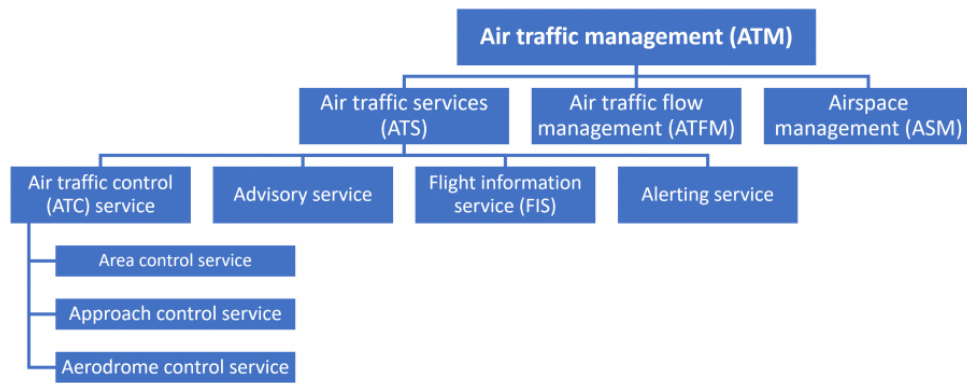 Air traffic management (ATM)
Air traffic services
(ATS)
Air traffic flow
management (ATFM)
Airspace
management (ASM)
Air traffic control
(ATC) service
Advisory service
Flight information
service (FIS)
Alerting service
Area control service
Approach control service
Aerodrome control service